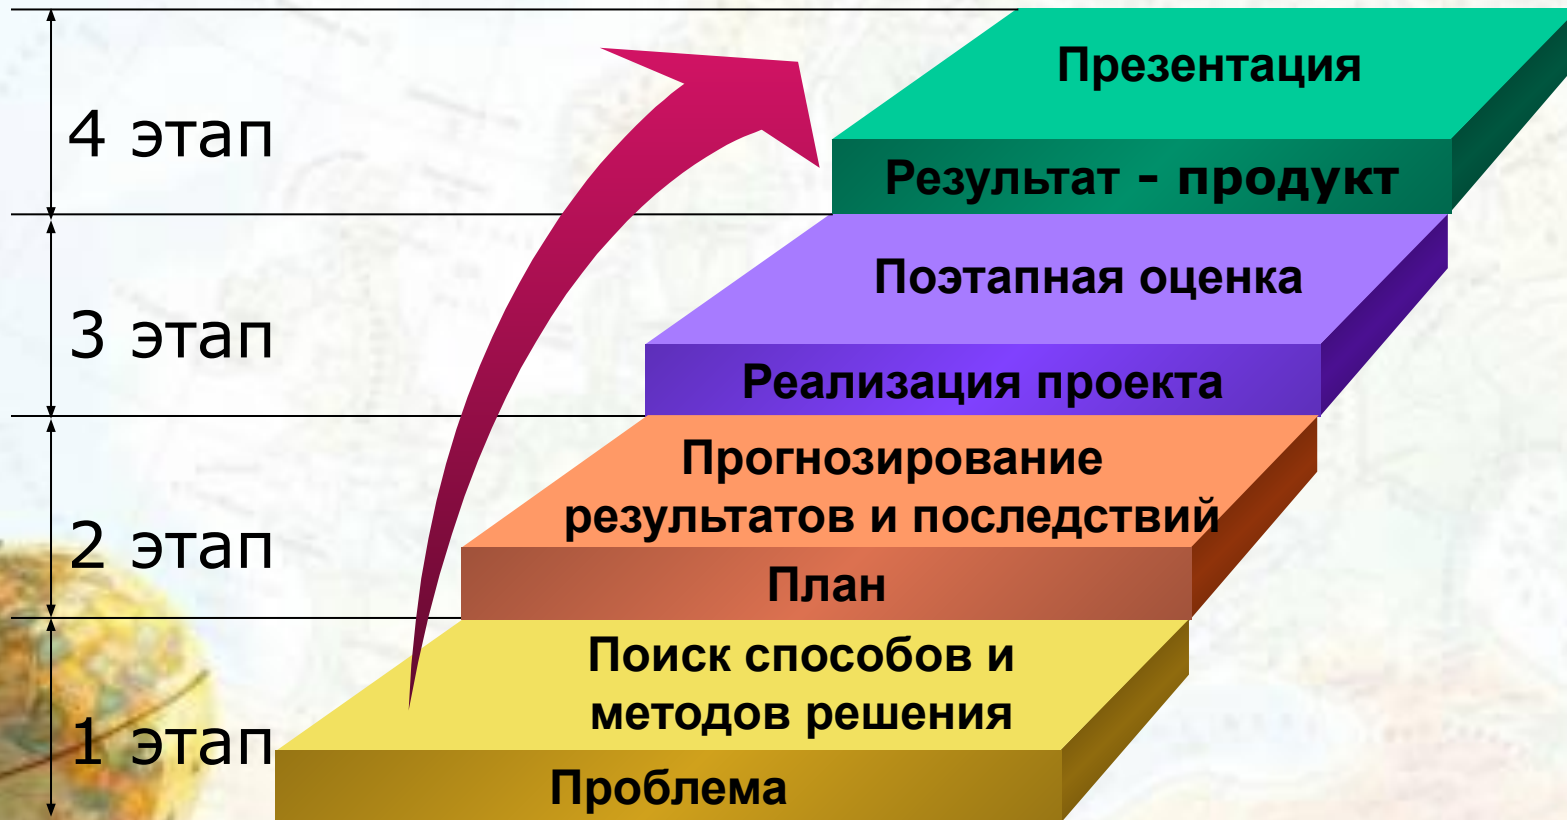 4 этап
Презентация
Результат - продукт
3 этап
Поэтапная оценка
Реализация проекта
2 этап
Прогнозирование
результатов и последствий
План
1 этап
Поиск способов и
методов решения
Проблема